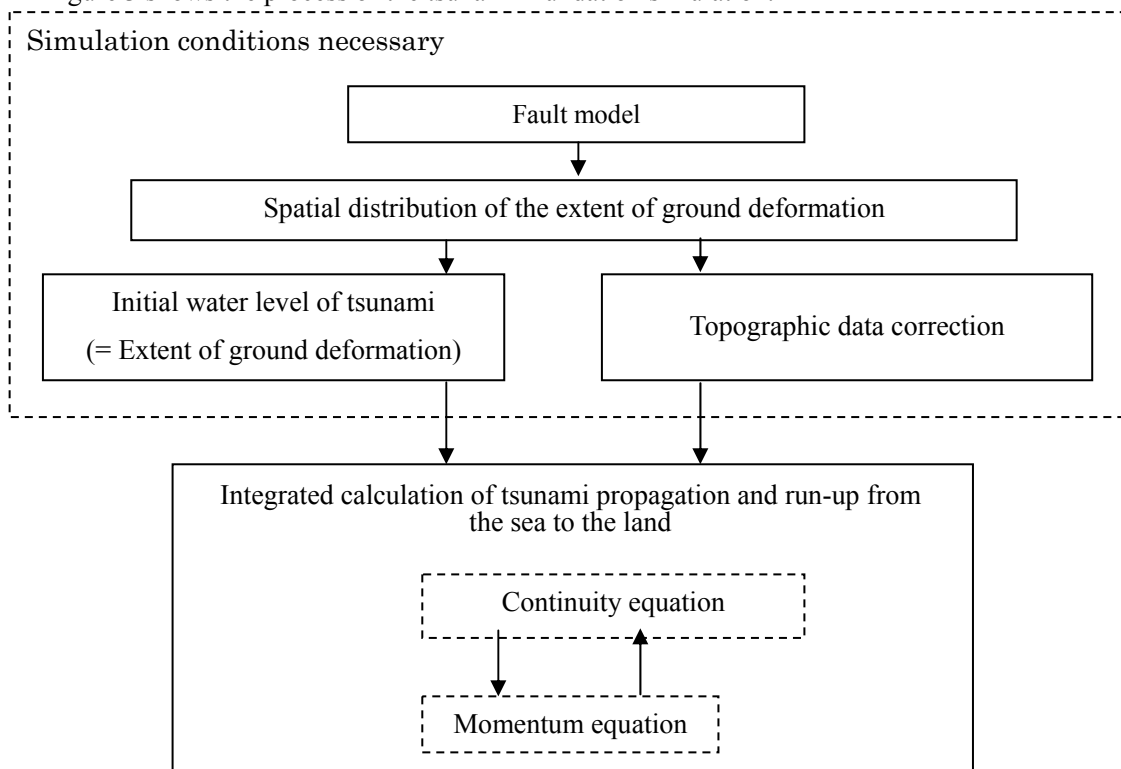 Simulation conditions necessary
Fault model
Spatial distribution of the extent of ground deformation
Initial water level of tsunami
(= Extent of ground deformation)
Topographic data correction
Integrated calculation of tsunami propagation and run-up from
the sea to the land
Continuity equation
Momentum equation